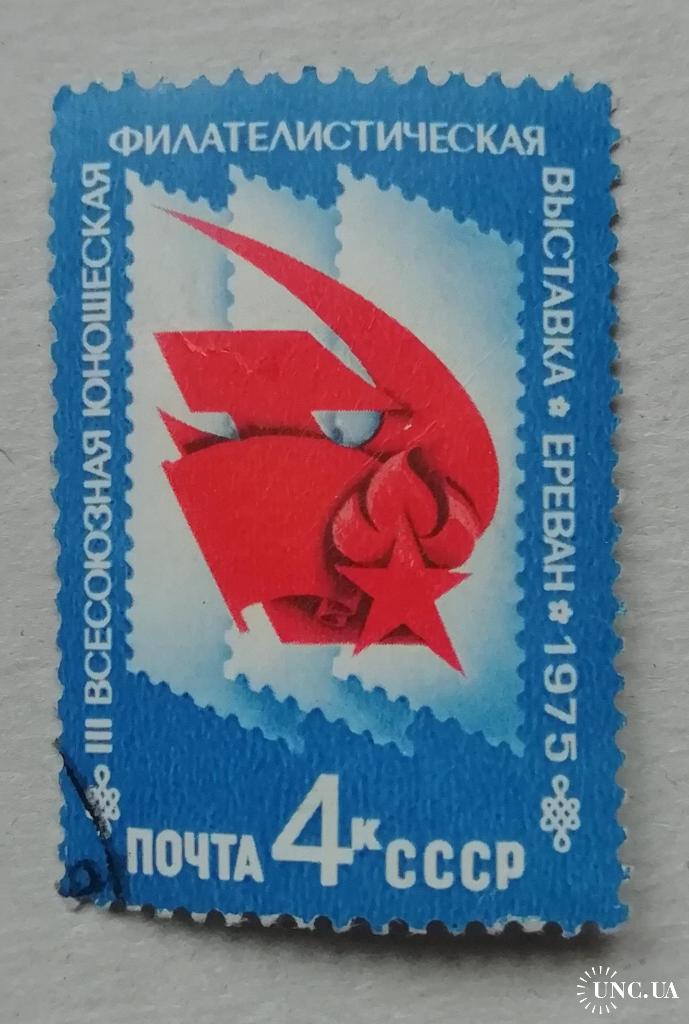 III ВСЕСОЮЗНАЯ ЮНОШЕСКАЯ
ФИЛАТЕЛИСТИЧЕСКАЯ
ВЫСТАВКА * ЕРЕВАН * 1975
ПОЧТА 4к СССР
UNC.UA